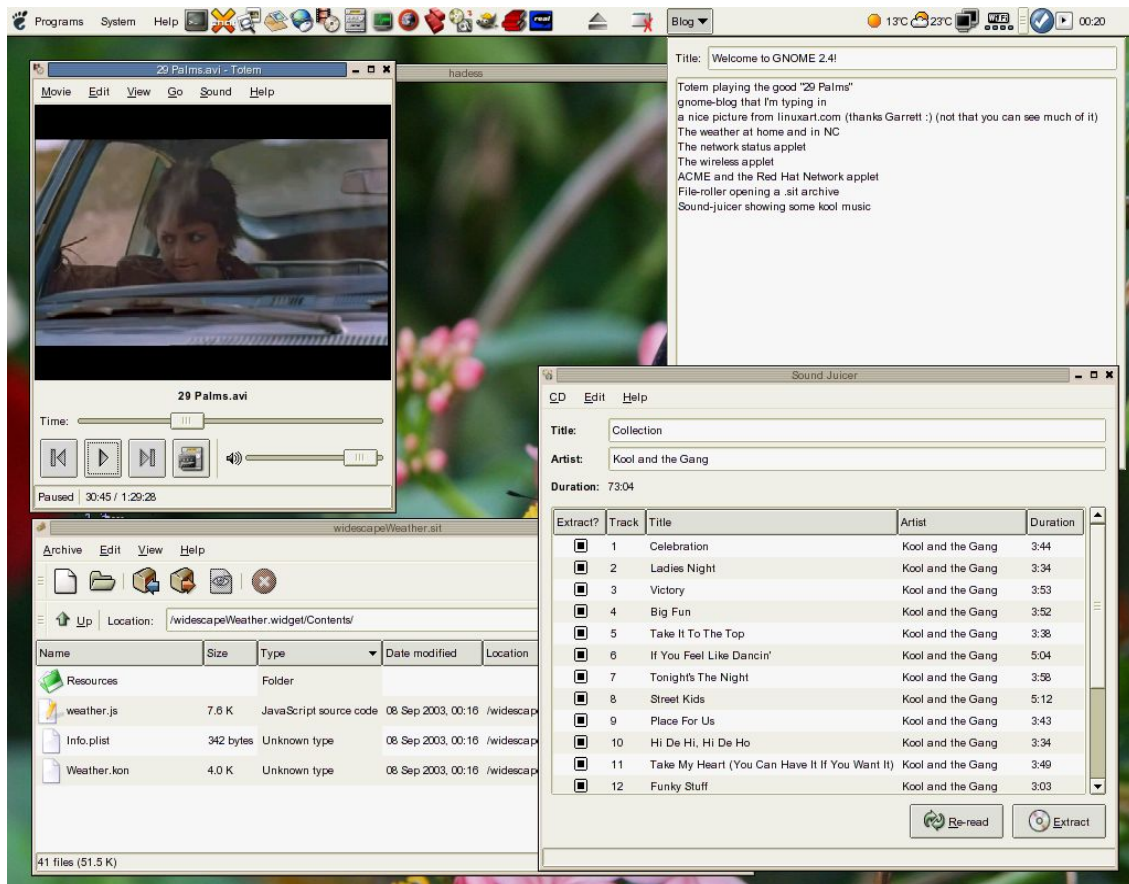 Programs System Help real Blog 13°C 23°C WiFi 00:20
29 Palms.avi - Totem
Movie Edit View Go Sound Help
29 Palms.avi
Time:
Paused 30:45 / 1:29:28
hadess
Title: Welcome to GNOME 2.4!
Totem playing the good "29 Palms"
gnome-blog that I'm typing in
a nice picture from linuxart.com (thanks Garrett :) (not that you can see much of it)
The weather at home and in NC
The network status applet
The wireless applet
ACME and the Red Hat Network applet
File-roller opening a .sit archive
Sound-juicer showing some kool music
widescapeWeather.sit
Archive Edit View Help
Up Location: /widescapeWeather.widget/Contents/
Name Size Type Date modified Location
Resources Folder
weather.js 7.6 K JavaScript source code 08 Sep 2003, 00:16 /widescap
Info.plist 342 bytes Unknown type 08 Sep 2003, 00:16 /widescap
Weather.kon 4.0 K Unknown type 08 Sep 2003, 00:16 /widescap
41 files (51.5 K)
Sound Juicer
CD Edit Help
Title: Collection
Artist: Kool and the Gang
Duration: 73:04
Extract? Track Title Artist Duration
1 Celebration Kool and the Gang 3:44
2 Ladies Night Kool and the Gang 3:34
3 Victory Kool and the Gang 3:53
4 Big Fun Kool and the Gang 3:52
5 Take It To The Top Kool and the Gang 3:38
6 If You Feel Like Dancin' Kool and the Gang 5:04
7 Tonight's The Night Kool and the Gang 3:58
8 Street Kids Kool and the Gang 5:12
9 Place For Us Kool and the Gang 3:43
10 Hi De Hi, Hi De Ho Kool and the Gang 3:34
11 Take My Heart (You Can Have It If You Want It) Kool and the Gang 3:49
12 Funky Stuff Kool and the Gang 3:03
Re-read Extract